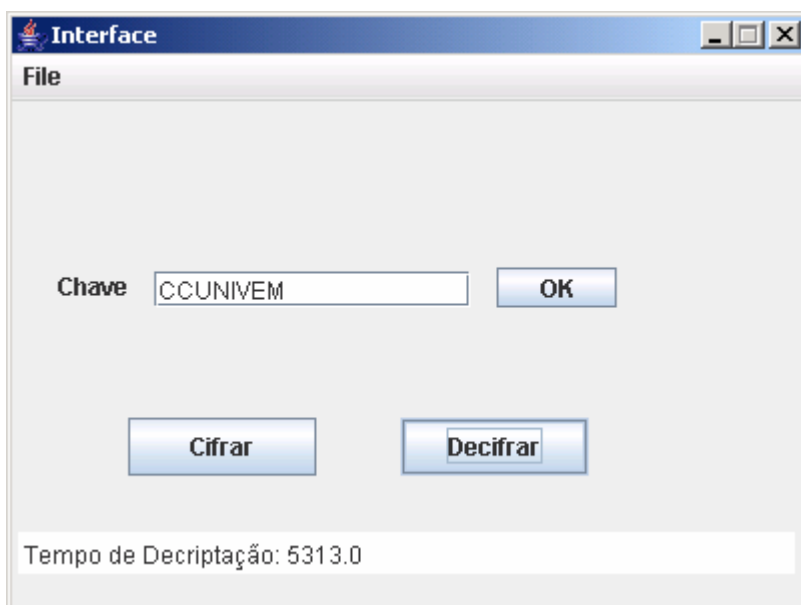 Interface
File
Chave CCUNIVEM OK
Cifrar Decifrar
Tempo de Decriptação: 5313.0